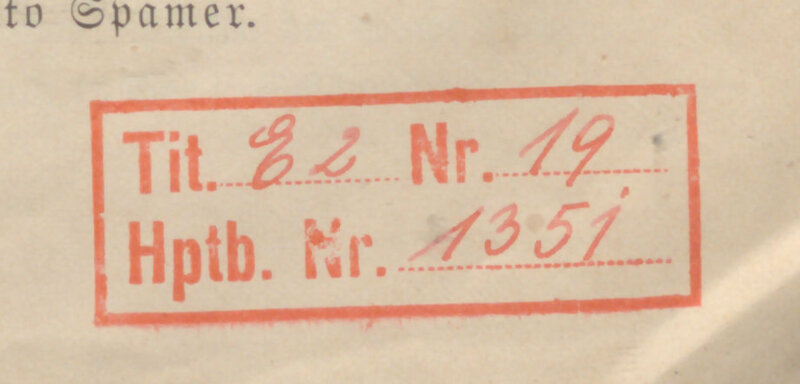 to Spamer.
Tit. E2 Nr. 19
Hptb. Nr. 1351